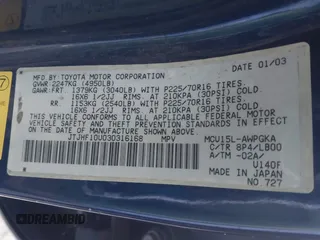 7
MFD. BY TOYOTA MOTOR CORPORATION 01/03
GVWR: 2247KG (4950LB)
GAWR:FRT 1379KG (3040LB) WITH P225/70R16 TIRES,
16X6 1/2JJ RIMS, AT 210KPA (30PSI) COLD
RR 1153KG (2540LB) WITH P225/70R16 TIRES,
16X6 1/2JJ RIMS, AT 210KPA (30PSI) COLD
THIS VEHICLE CONFORMS TO ALL APPLICABLE FEDERAL MOTOR
VEHICLE SAFETY STANDARDS IN EFFECT ON THE DATE OF
MANUFACTURE SHOWN ABOVE.
JTJHF10U030316168 MPV MCU15L-AWPGKA
C/TR 8P4/LB00
A/TM -02A/
U140F
MADE IN JAPAN
NO 727
© DREAMBID